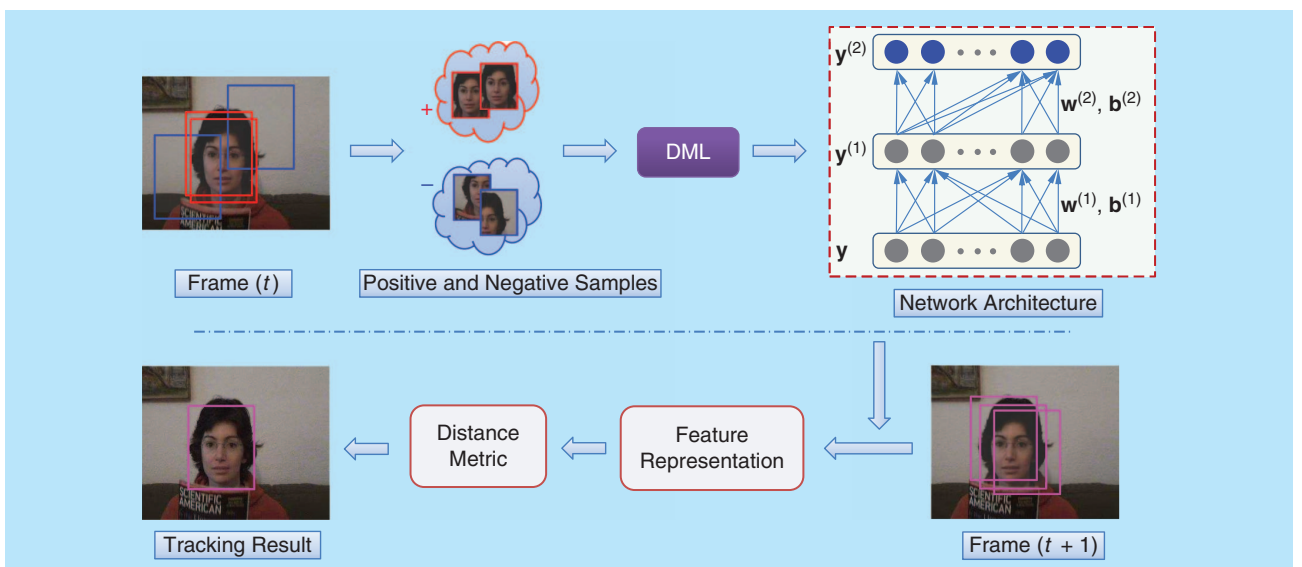 Frame (t)
SCIENTIFIC
AMERICAN
+
−
Positive and Negative Samples
DML
y(2)
w(2), b(2)
y(1)
w(1), b(1)
y
Network Architecture
Tracking Result
SCIENTIFIC
AMERICAN
Distance
Metric
Feature
Representation
Frame (t + 1)
SCIENTIFIC
AMERICAN